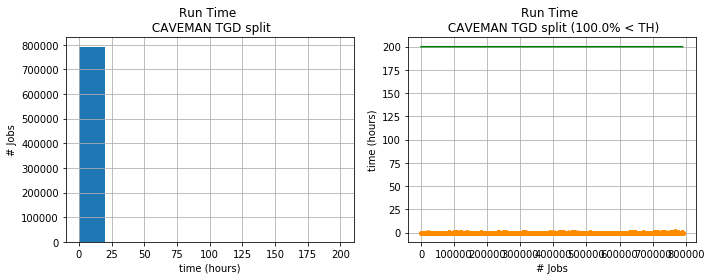 Run Time
CAVEMAN TGD split
800000
700000
600000
500000
400000
300000
200000
100000
0
# Jobs
0 25 50 75 100 125 150 175 200
time (hours)
Run Time
CAVEMAN TGD split (100.0% < TH)
200
175
150
125
100
75
50
25
0
time (hours)
0 100000 200000 300000 400000 500000 600000 700000 800000
# Jobs